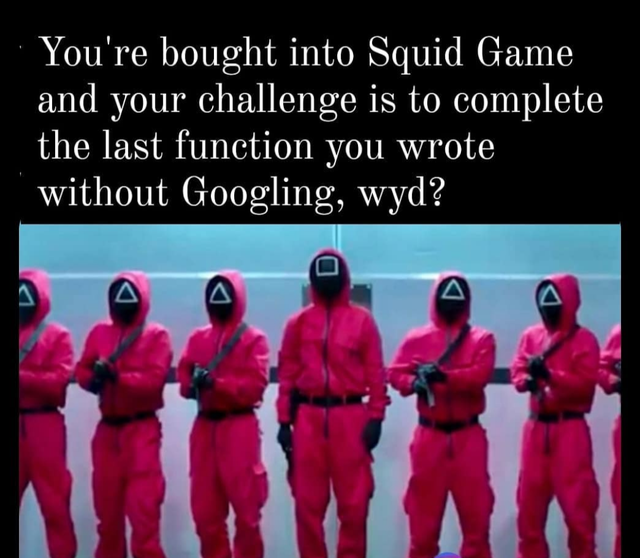 You're bought into Squid Game
and your challenge is to complete
the last function you wrote
without Googling, wyd?